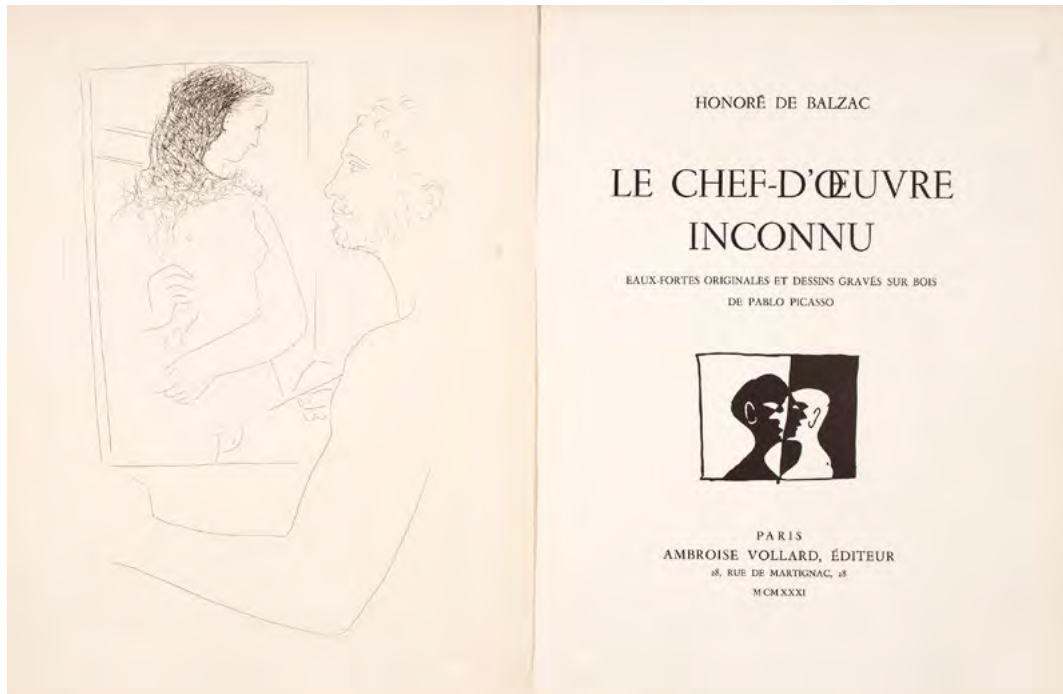 HONORÉ DE BALZAC
LE CHEF-D'ŒUVRE
INCONNU
EAUX-FORTES ORIGINALES ET DESSINS GRAVÉS SUR BOIS
DE PABLO PICASSO
PARIS
AMBROISE VOLLARD, ÉDITEUR
28, RUE DE MARTIGNAC, 28
MCMXXXI